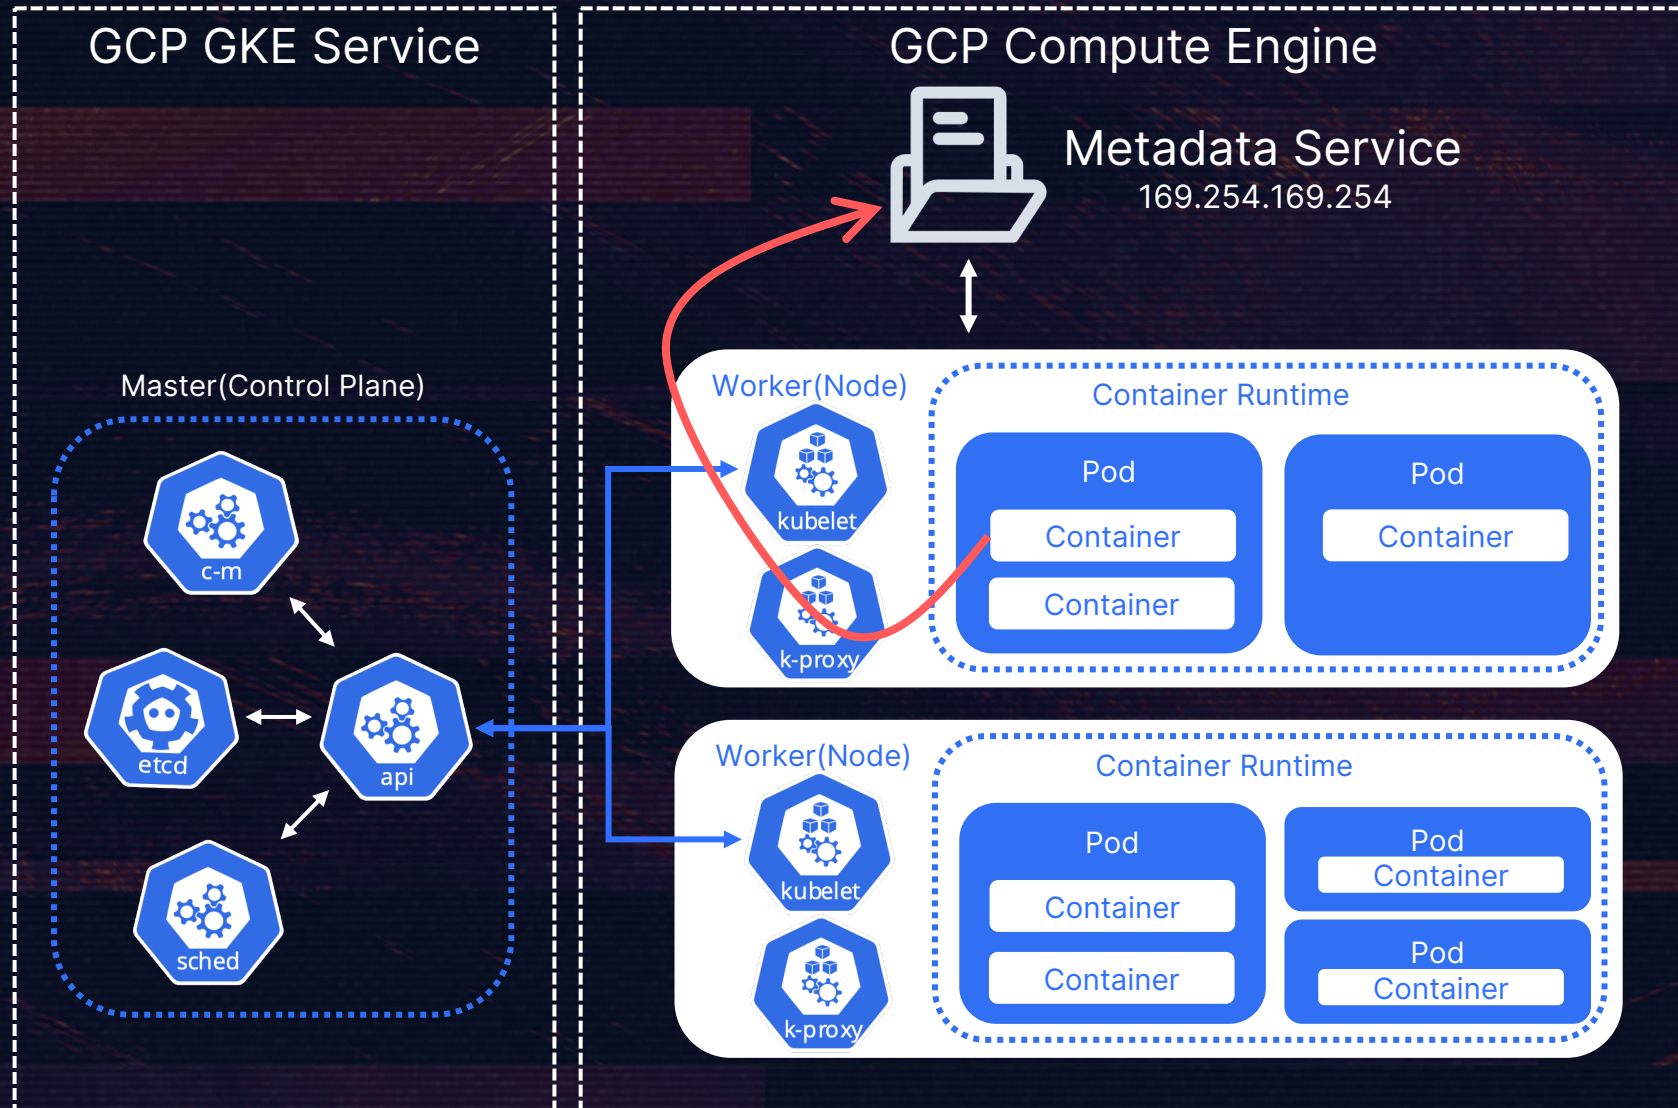 GCP GKE Service
Master(Control Plane)
c-m
etcd
api
sched
GCP Compute Engine
Metadata Service
169.254.169.254
Worker(Node)
kubelet
k-proxy
Container Runtime
Pod
Container
Container
Pod
Container
Worker(Node)
kubelet
k-proxy
Container Runtime
Pod
Container
Container
Pod
Container
Pod
Container